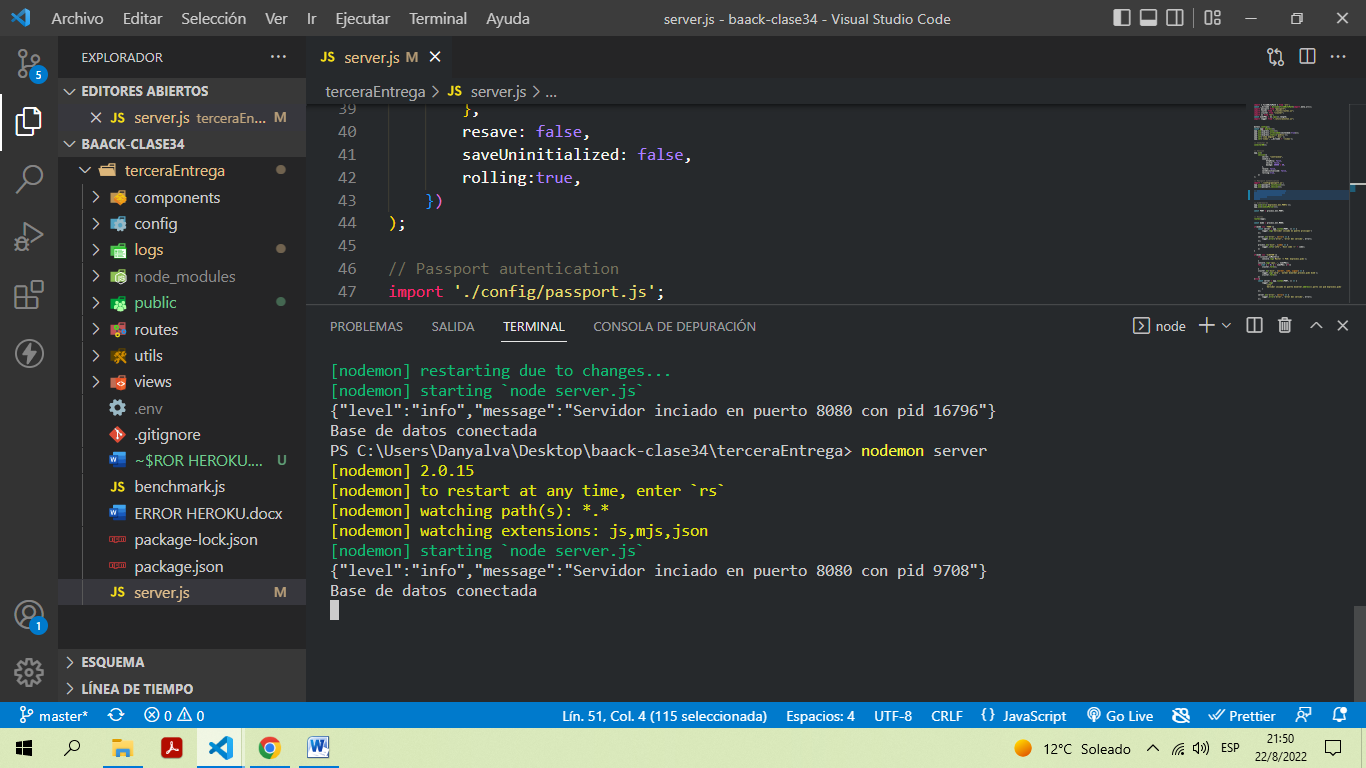 Archivo Editar Selección Ver Ir Ejecutar Terminal Ayuda server.js - baack-clase34 - Visual Studio Code
EXPLORADOR
JS server.js M
EDITORES ABIERTOS
JS server.js terceraEn... M
terceraEntrega > JS server.js > ...
BAACK-CLASE34
terceraEntrega
components
config
logs
node_modules
public
routes
utils
views
.env
.gitignore
~$ROR HEROKU.... U
JS benchmark.js
ERROR HEROKU.docx
package-lock.json
package.json
JS server.js M
ESQUEMA
LÍNEA DE TIEMPO
39 },
40 resave: false,
41 saveUninitialized: false,
42 rolling:true,
43 })
44 );
45
46 // Passport autentication
47 import './config/passport.js';
PROBLEMAS SALIDA TERMINAL CONSOLA DE DEPURACIÓN node
[nodemon] restarting due to changes...
[nodemon] starting `node server.js`
{"level":"info","message":"Servidor inciado en puerto 8080 con pid 16796"}
Base de datos conectada
PS C:\Users\Danyalva\Desktop\baack-clase34\terceraEntrega> nodemon server
[nodemon] 2.0.15
[nodemon] to restart at any time, enter `rs`
[nodemon] watching path(s): *.*
[nodemon] watching extensions: js,mjs,json
[nodemon] starting `node server.js`
{"level":"info","message":"Servidor inciado en puerto 8080 con pid 9708"}
Base de datos conectada
5
1
master* 0 0 Lín. 51, Col. 4 (115 seleccionada) Espacios: 4 UTF-8 CRLF {} JavaScript Go Live Prettier
12°C Soleado ESP 21:50
22/8/2022